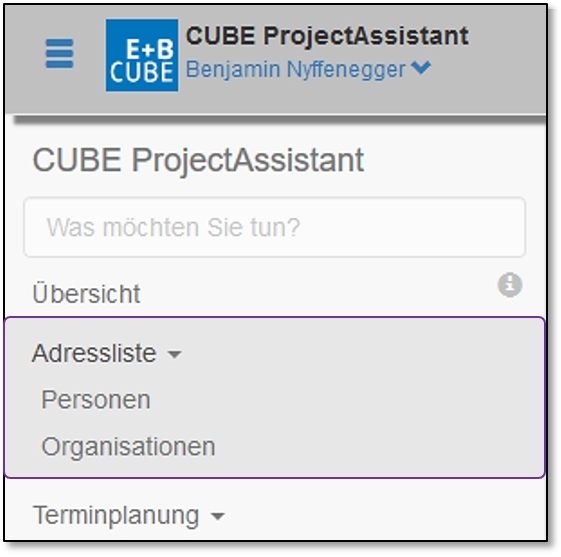 E+B
CUBE
CUBE ProjectAssistant
Benjamin Nyffenegger
CUBE ProjectAssistant
Was möchten Sie tun?
Übersicht
Adressliste
Personen
Organisationen
Terminplanung